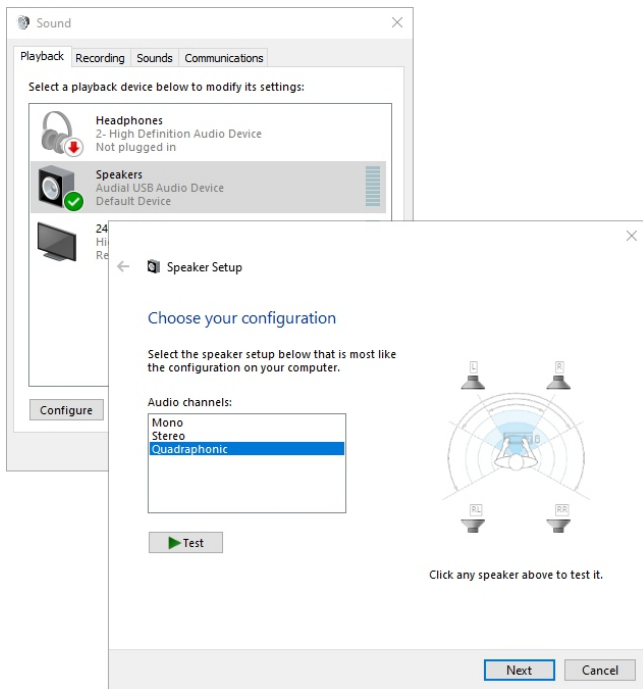 Sound
Playback Recording Sounds Communications
Select a playback device below to modify its settings:
Headphones
2- High Definition Audio Device
Not plugged in
Speakers
Audial USB Audio Device
Default Device
24
Hi
Re
Configure
Speaker Setup
Choose your configuration
Select the speaker setup below that is most like
the configuration on your computer.
Audio channels:
Mono
Stereo
Quadraphonic
Test
L R
RL RR
Click any speaker above to test it.
Next Cancel